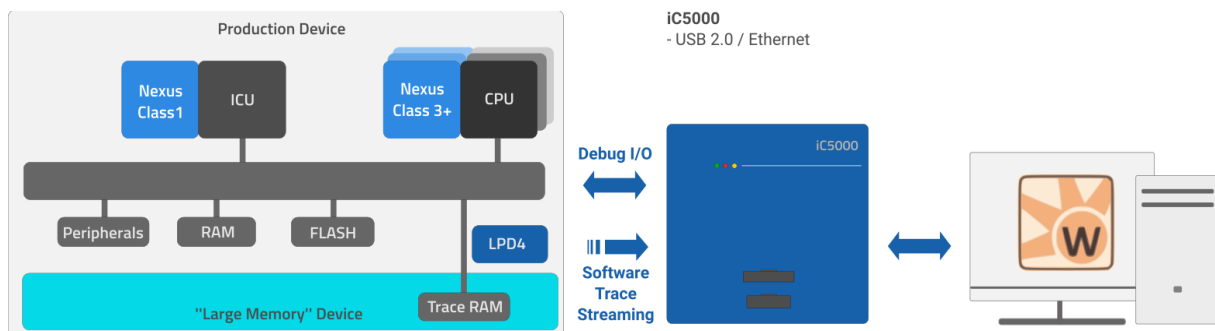 Production Device
Nexus
Class1
ICU
Nexus
Class 3+
CPU
Peripherals
RAM
FLASH
LPD4
Trace RAM
"Large Memory" Device
Debug I/O
Software
Trace
Streaming
iC5000
- USB 2.0 / Ethernet
iC5000
W